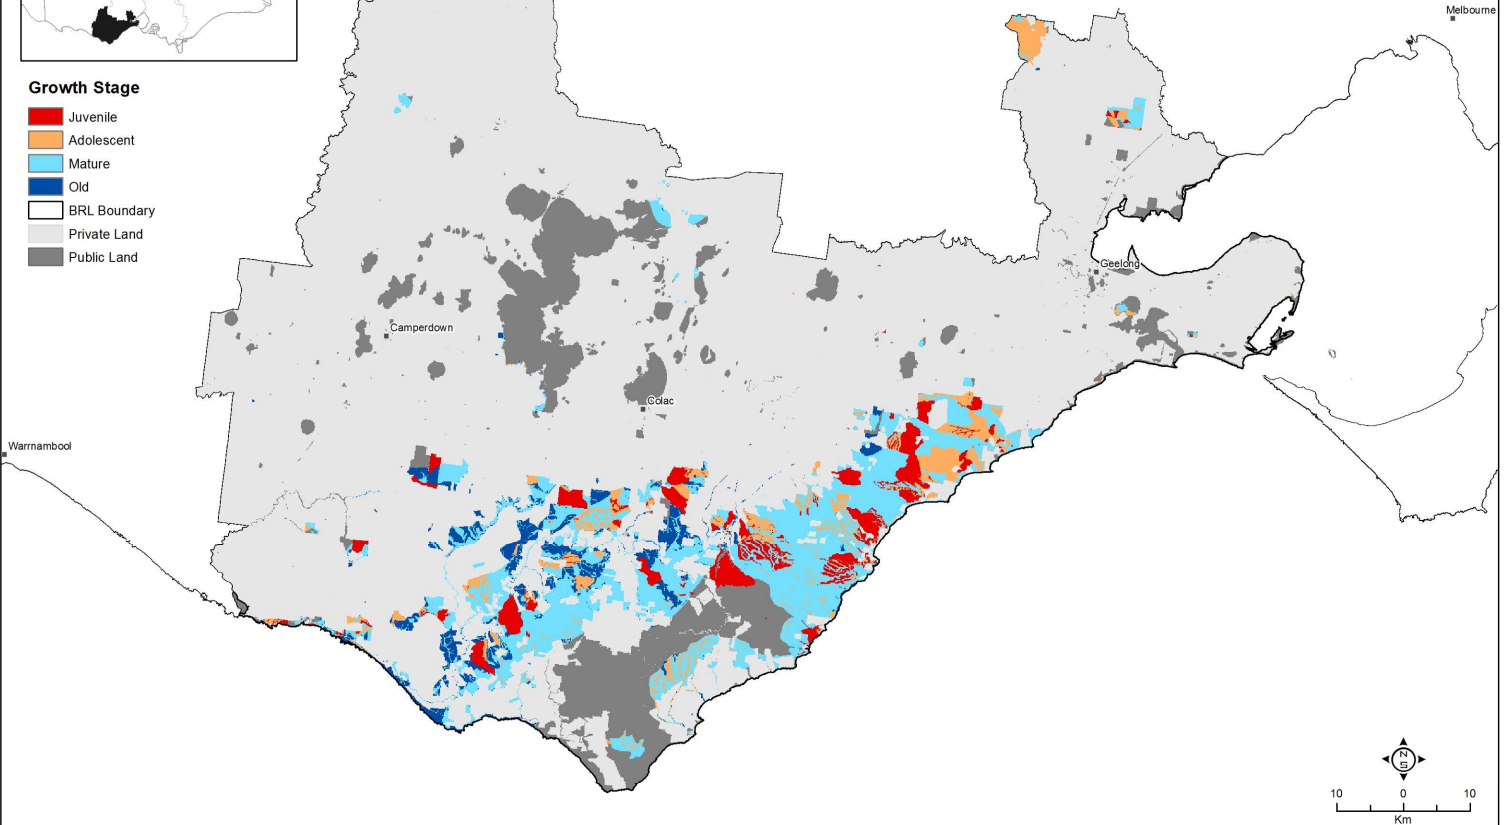 Melbourne
Growth Stage
Juvenile
Adolescent
Mature
Old
BRL Boundary
Private Land
Public Land
Geelong
Camperdown
Colac
Warrnambool
N
S
10 0 10
Km